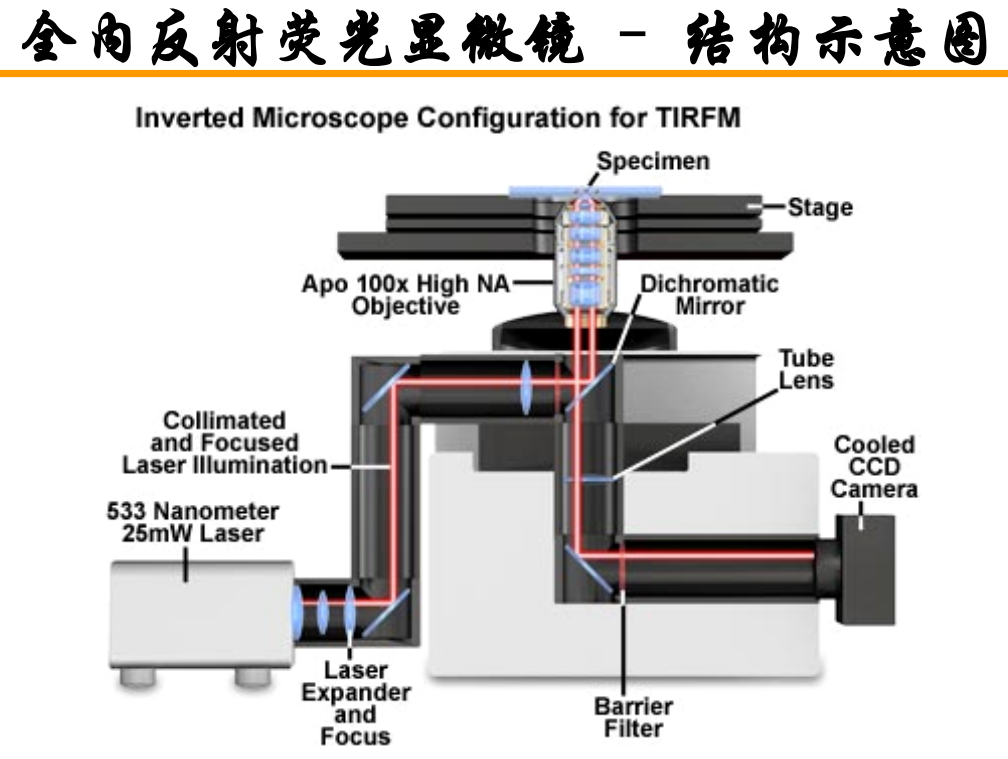 全内反射荧光显微镜 - 结构示意图
Inverted Microscope Configuration for TIRFM
Specimen
Stage
Apo 100x High NA
Objective
Dichromatic
Mirror
Tube
Lens
Collimated
and Focused
Laser Illumination
Cooled
CCD
Camera
533 Nanometer
25mW Laser
Laser
Expander
and
Focus
Barrier
Filter